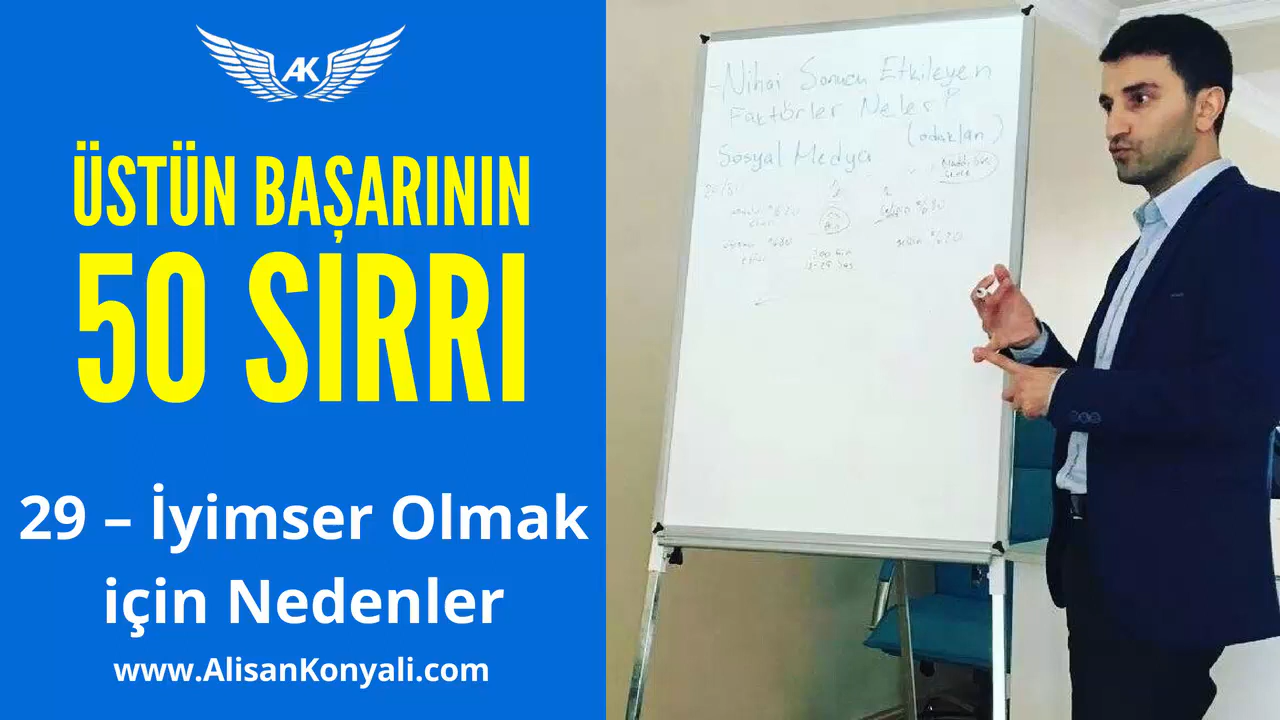 AK
ÜSTÜN BAŞARININ
50 SIRRI
29 – İyimser Olmak
için Nedenler
www.AlisanKonyali.com
- Nihai Sonucu Etkileyen
Faktörler Neler?
(odaklan)
Sosyal Medya